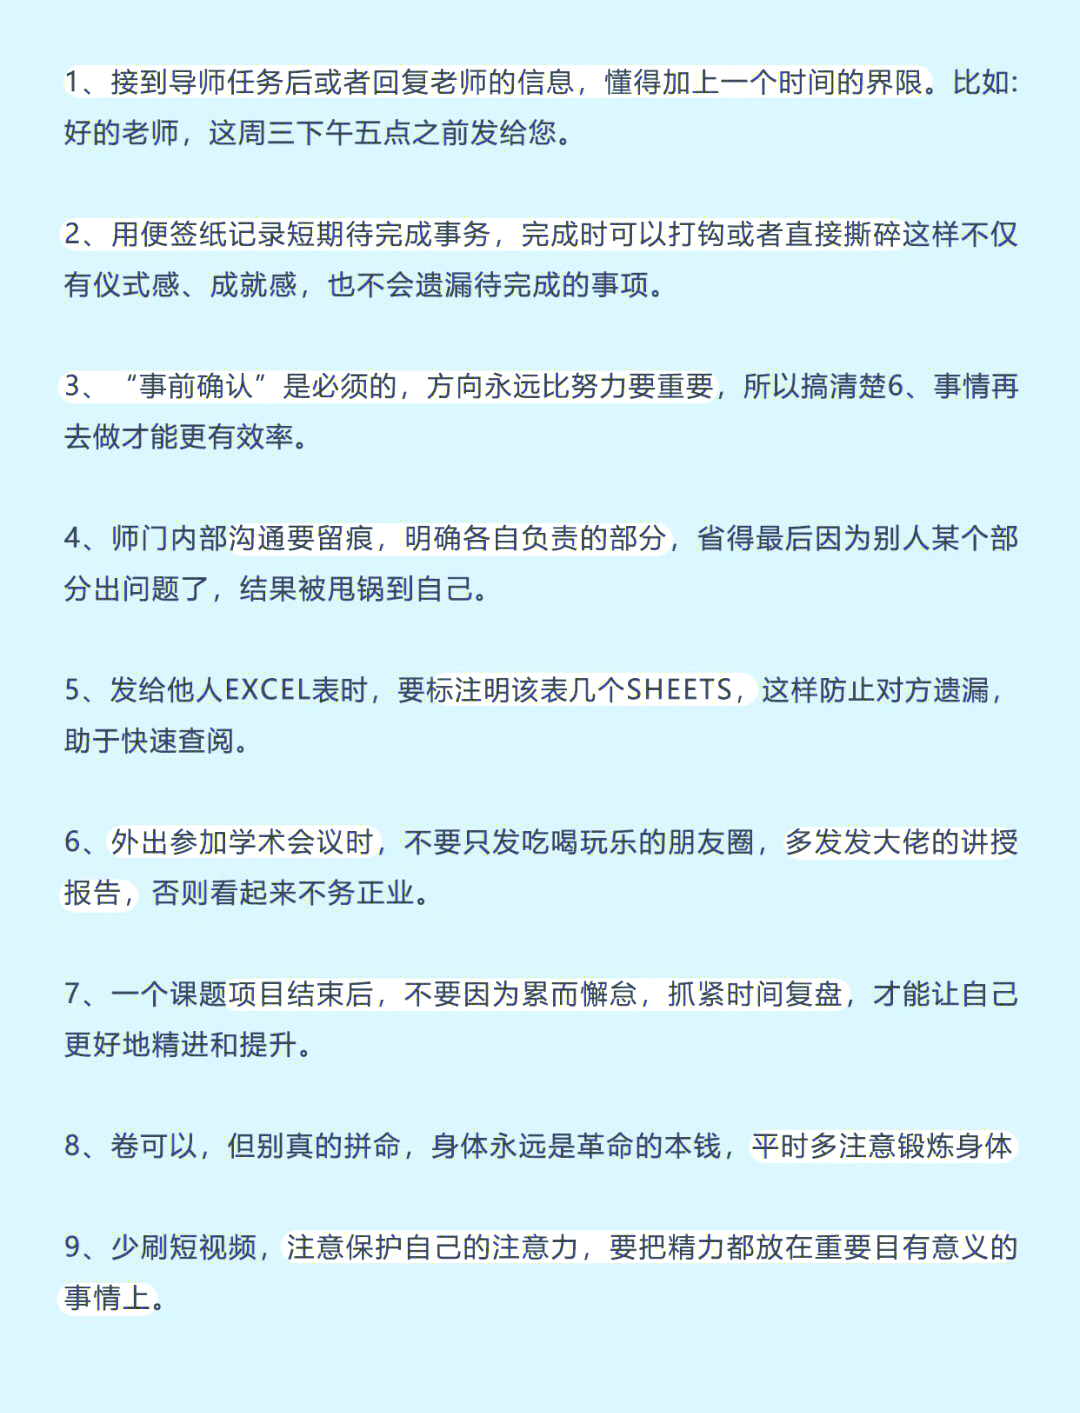 1、接到导师任务后或者回复老师的信息，懂得加上一个时间的界限。比如:
好的老师，这周三下午五点之前发给您。
2、用便签纸记录短期待完成事务，完成时可以打钩或者直接撕碎这样不仅
有仪式感、成就感，也不会遗漏待完成的事项。
3、“事前确认”是必须的，方向永远比努力要重要，所以搞清楚6、事情再
去做才能更有效率。
4、师门内部沟通要留痕，明确各自负责的部分，省得最后因为别人某个部
分出问题了，结果被甩锅到自己。
5、发给他人EXCEL表时，要标注明该表几个SHEETS，这样防止对方遗漏，
助于快速查阅。
6、外出参加学术会议时，不要只发吃喝玩乐的朋友圈，多发发大佬的讲授
报告，否则看起来不务正业。
7、一个课题项目结束后，不要因为累而懈怠，抓紧时间复盘，才能让自己
更好地精进和提升。
8、卷可以，但别真的拼命，身体永远是革命的本钱，平时多注意锻炼身体
9、少刷短视频，注意保护自己的注意力，要把精力都放在重要目有意义的
事情上。